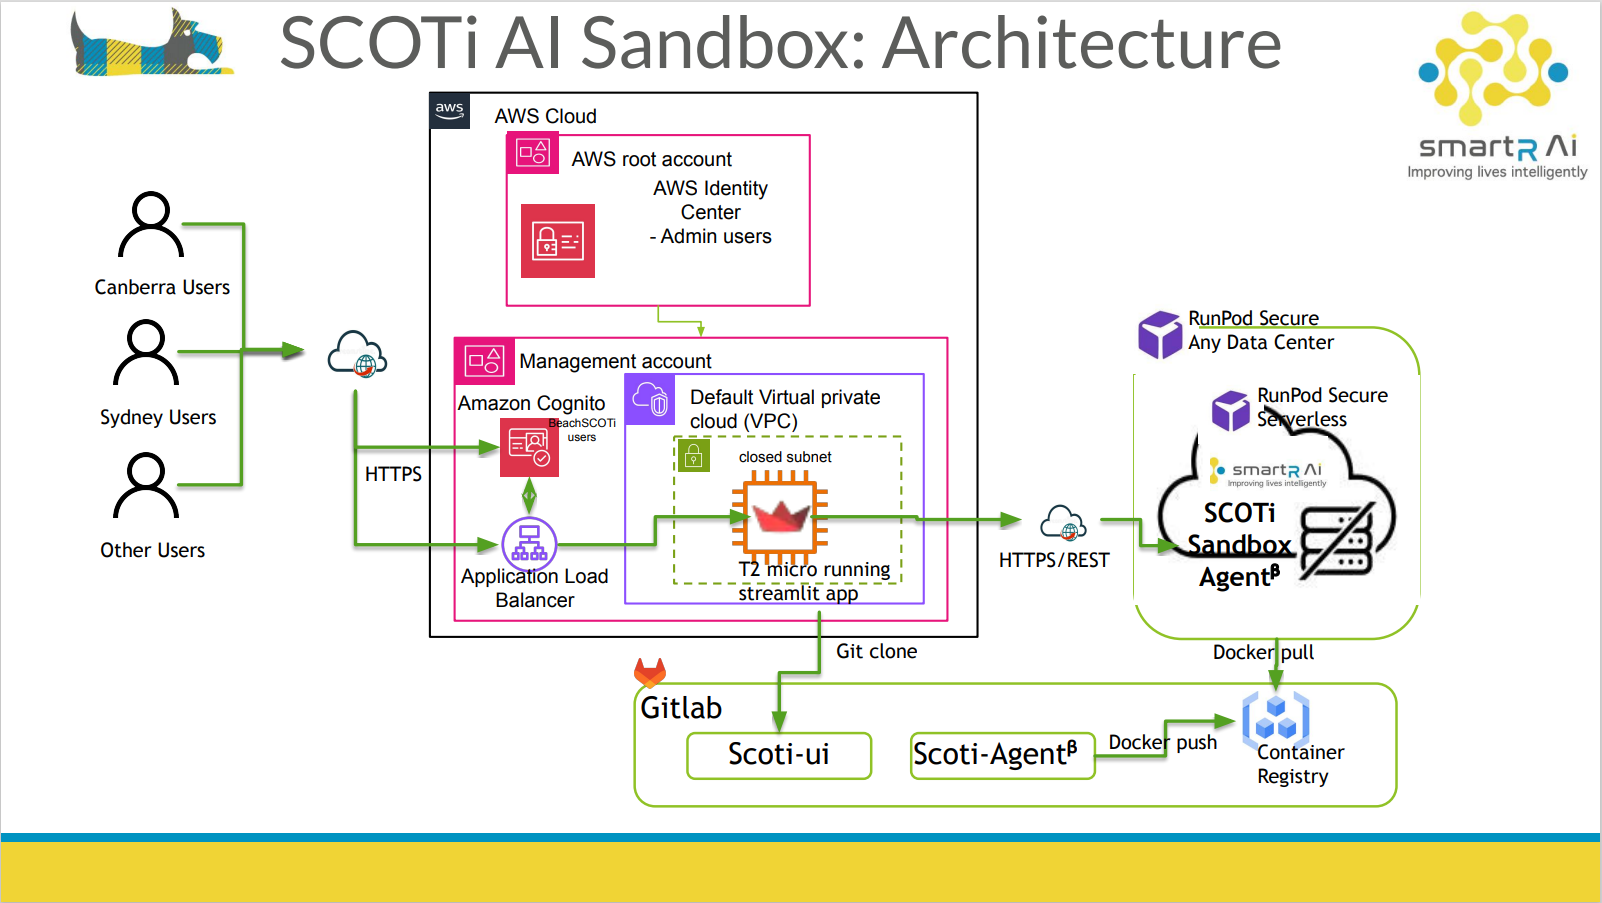 SCOTi AI Sandbox: Architecture
smartR Ai
Improving lives intelligently
aws
AWS Cloud
AWS root account
AWS Identity
Center
- Admin users
Canberra Users
Sydney Users
Other Users
HTTPS
Management account
Amazon Cognito
BeachSCOTi
users
Application Load
Balancer
Default Virtual private
cloud (VPC)
closed subnet
T2 micro running
streamlit app
HTTPS/REST
RunPod Secure
Any Data Center
RunPod Secure
Serverless
smartR Ai
Improving lives intelligently
SCOTi
Sandbox
Agentᵝ
Git clone
Docker pull
Gitlab
Scoti-ui
Scoti-Agentᵝ
Docker push
Container
Registry